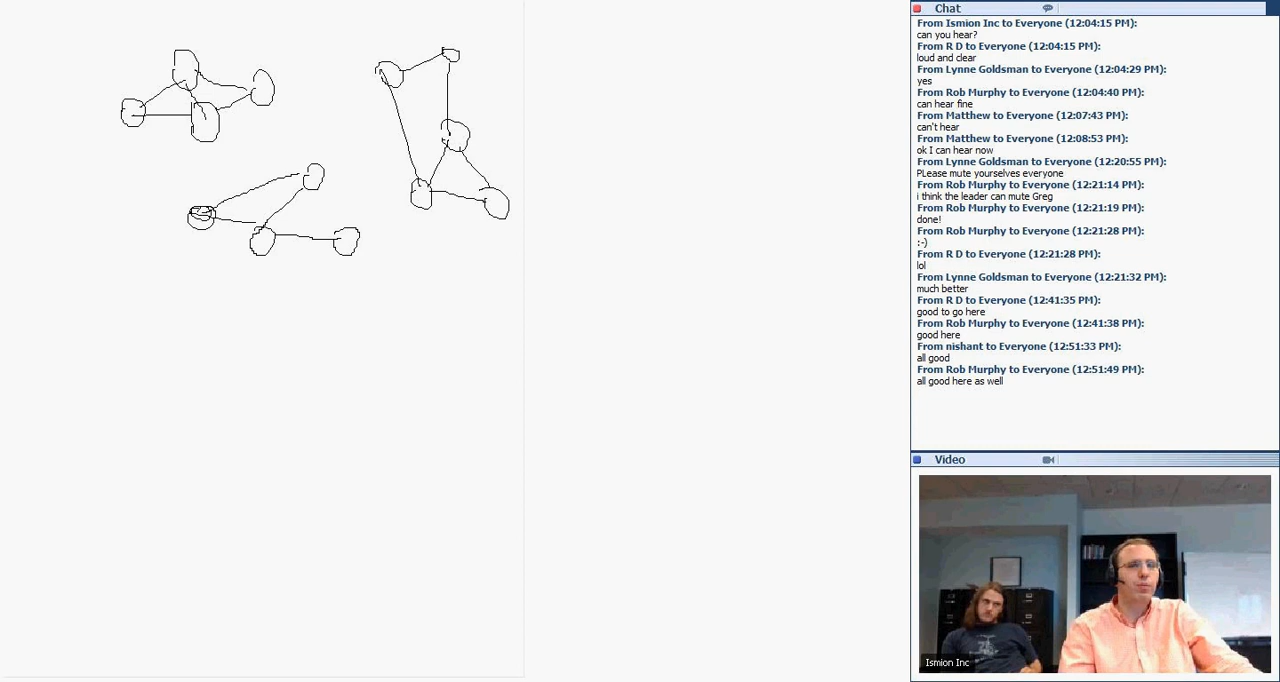 Chat
From Ismion Inc to Everyone (12:04:15 PM):
can you hear?
From R D to Everyone (12:04:15 PM):
loud and clear
From Lynne Goldsman to Everyone (12:04:29 PM):
yes
From Rob Murphy to Everyone (12:04:40 PM):
can hear fine
From Matthew to Everyone (12:07:43 PM):
can't hear
From Matthew to Everyone (12:08:53 PM):
ok I can hear now
From Lynne Goldsman to Everyone (12:20:55 PM):
PLease mute yourselves everyone
From Rob Murphy to Everyone (12:21:14 PM):
i think the leader can mute Greg
From Rob Murphy to Everyone (12:21:19 PM):
done!
From Rob Murphy to Everyone (12:21:28 PM):
:-)
From R D to Everyone (12:21:28 PM):
lol
From Lynne Goldsman to Everyone (12:21:32 PM):
much better
From R D to Everyone (12:41:35 PM):
good to go here
From Rob Murphy to Everyone (12:41:38 PM):
good here
From nishant to Everyone (12:51:33 PM):
all good
From Rob Murphy to Everyone (12:51:49 PM):
all good here as well
Video
Ismion Inc